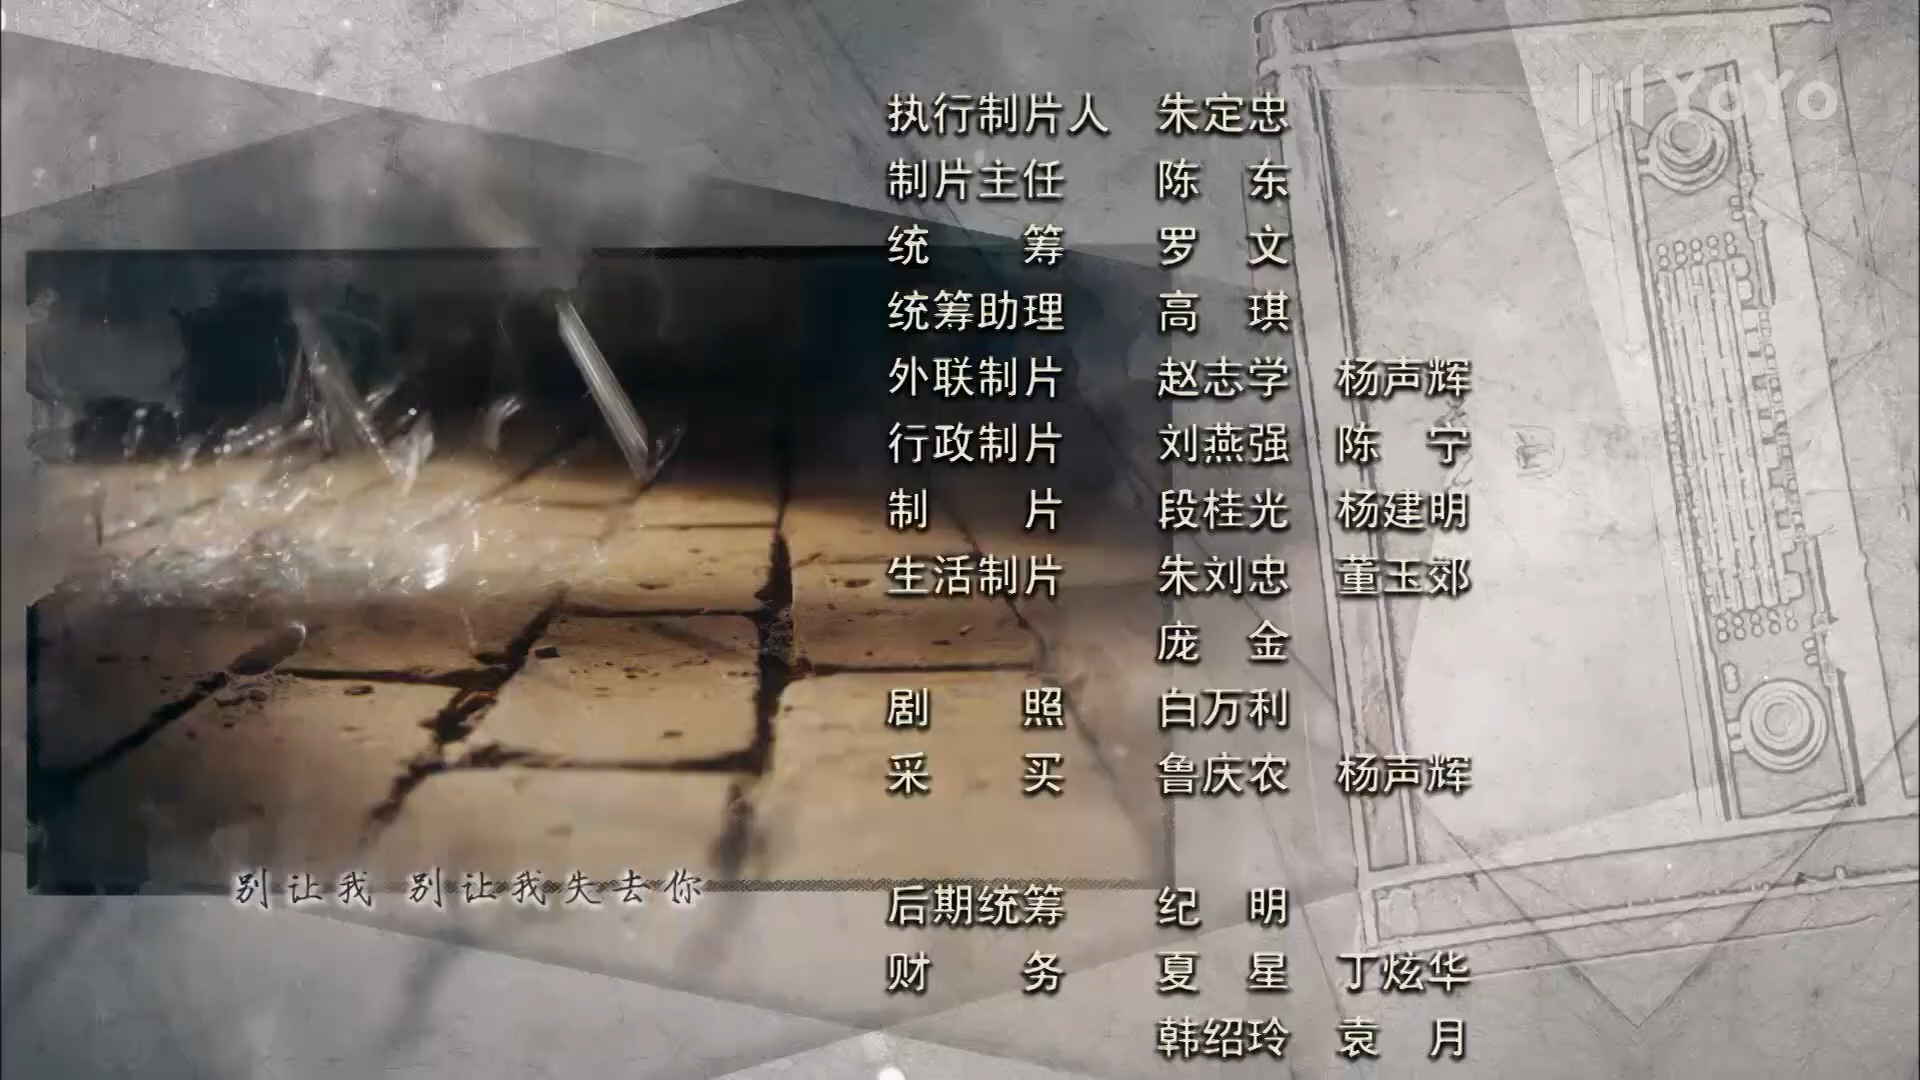 YoYo
执行制片人 朱定忠
制片主任 陈 东
统 筹 罗 文
统筹助理 高 琪
外联制片 赵志学 杨声辉
行政制片 刘燕强 陈 宁
制 片 段桂光 杨建明
生活制片 朱刘忠 董玉郊
庞 金
剧 照 白万利
采 买 鲁庆农 杨声辉
别让我 别让我失去你
后期统筹 纪 明
财 务 夏 星 丁炫华
韩绍玲 袁 月